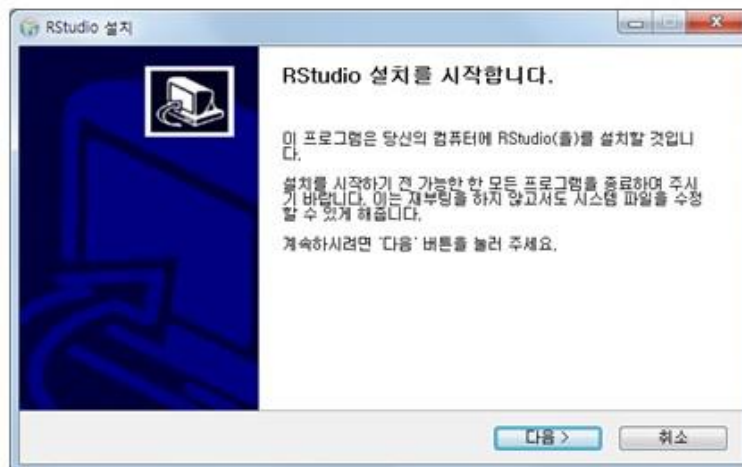 RStudio 설치
RStudio 설치를 시작합니다.
이 프로그램은 당신의 컴퓨터에 RStudio(을)를 설치할 것입니
다.
설치를 시작하기 전 가능한 한 모든 프로그램을 종료하여 주시
기 바랍니다. 이는 재부팅을 하지 않고서도 시스템 파일을 수정
할 수 있게 해줍니다.
계속하시려면 '다음' 버튼을 눌러 주세요.
다음 >
취소